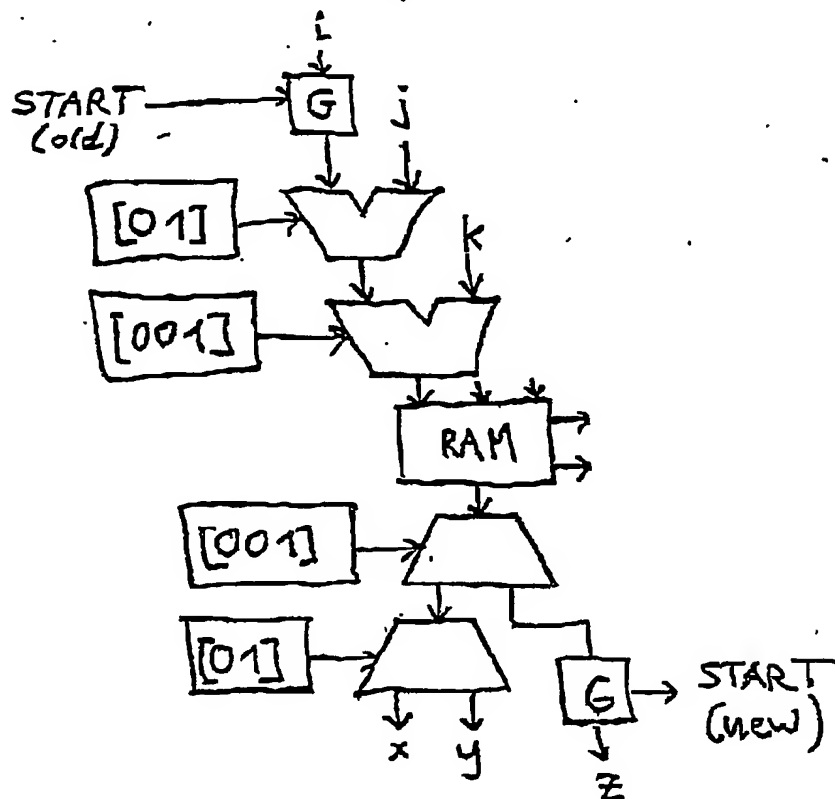 i
START
(old)
G
j
[01]
k
[001]
RAM
[001]
[01]
G
START
(new)
x
y
z